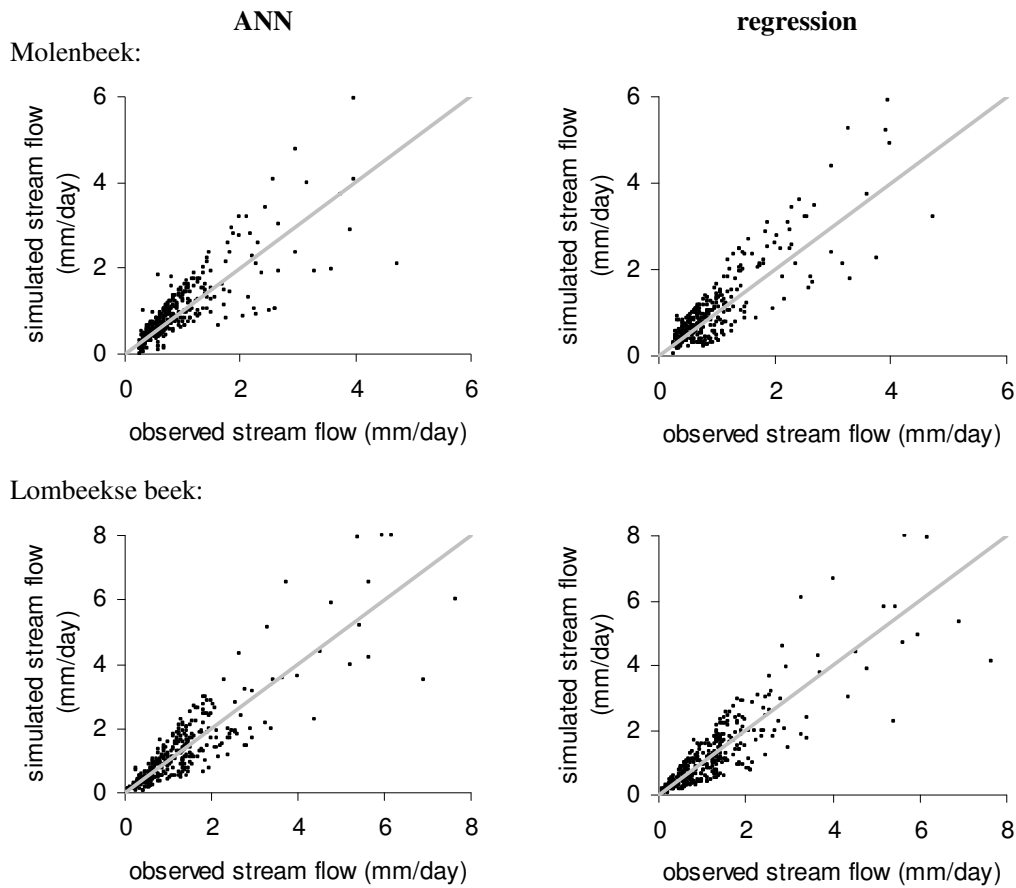 ANN regression
Molenbeek:
simulated stream flow
(mm/day)
6
4
2
0
0 2 4 6
observed stream flow (mm/day)
simulated stream flow
(mm/day)
6
4
2
0
0 2 4 6
observed stream flow (mm/day)
Lombeekse beek:
simulated stream flow
(mm/day)
8
6
4
2
0
0 2 4 6 8
observed stream flow (mm/day)
simulated stream flow
(mm/day)
8
6
4
2
0
0 2 4 6 8
observed stream flow (mm/day)